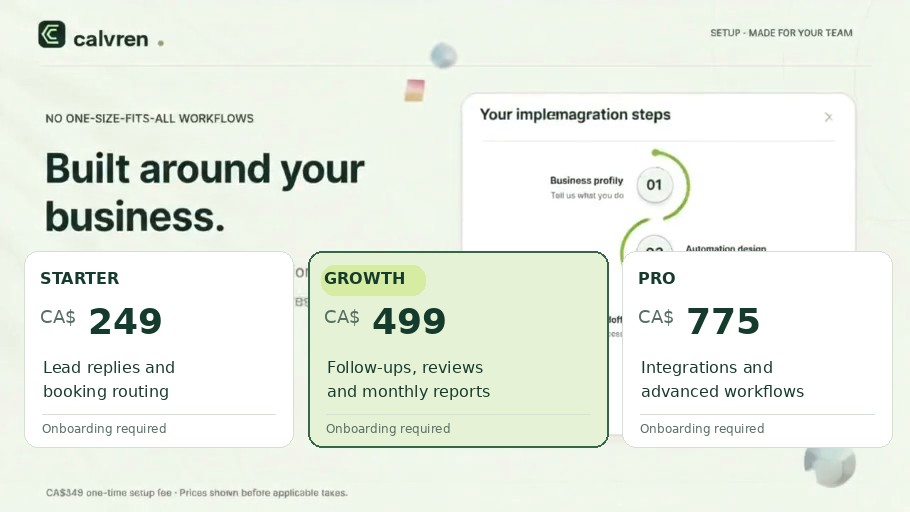 calvren
SETUP - MADE FOR YOUR TEAM
NO ONE-SIZE-FITS-ALL WORKFLOWS
Built around your
business.
Your implemagration steps
Business profily
Tell us what you do
01
Automation design
STARTER
CA$ 249
Lead replies and
booking routing
Onboarding required
GROWTH
CA$ 499
Follow-ups, reviews
and monthly reports
Onboarding required
PRO
CA$ 775
Integrations and
advanced workflows
Onboarding required
CA$349 one-time setup fee · Prices shown before applicable taxes.